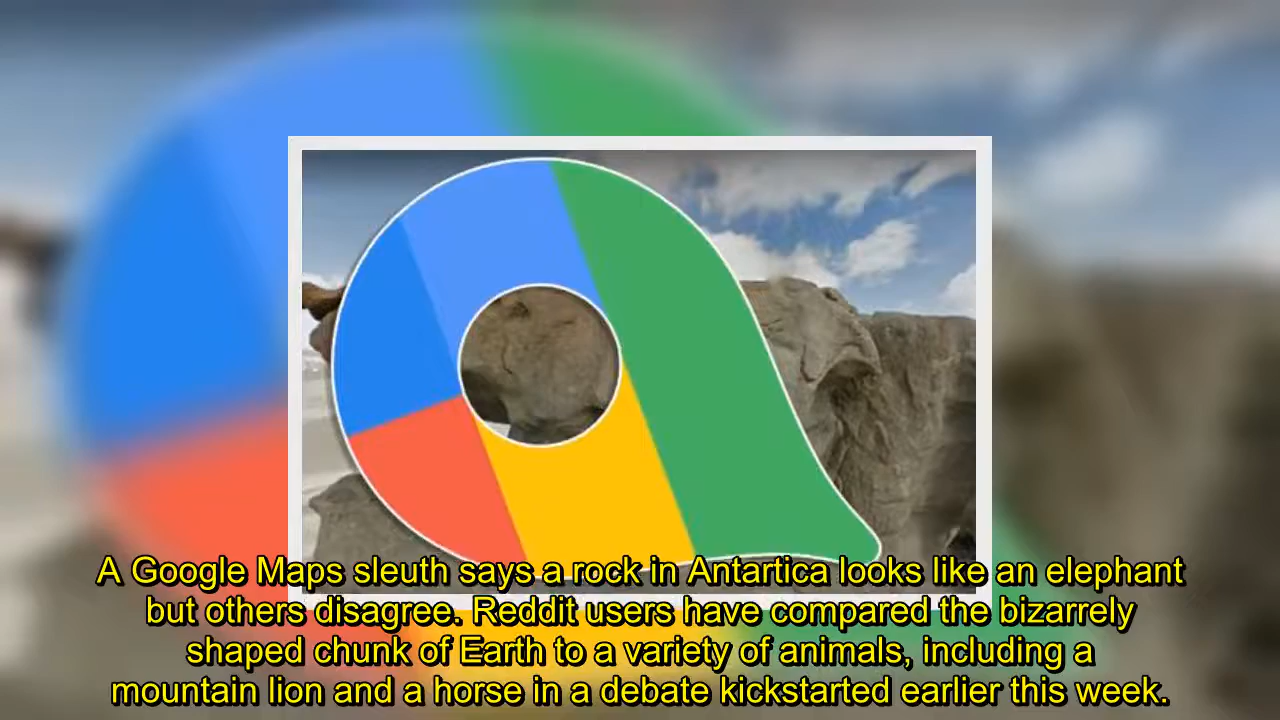 A Google Maps sleuth says a rock in Antartica looks like an elephant
but others disagree. Reddit users have compared the bizarrely
shaped chunk of Earth to a variety of animals, including a
mountain lion and a horse in a debate kickstarted earlier this week.